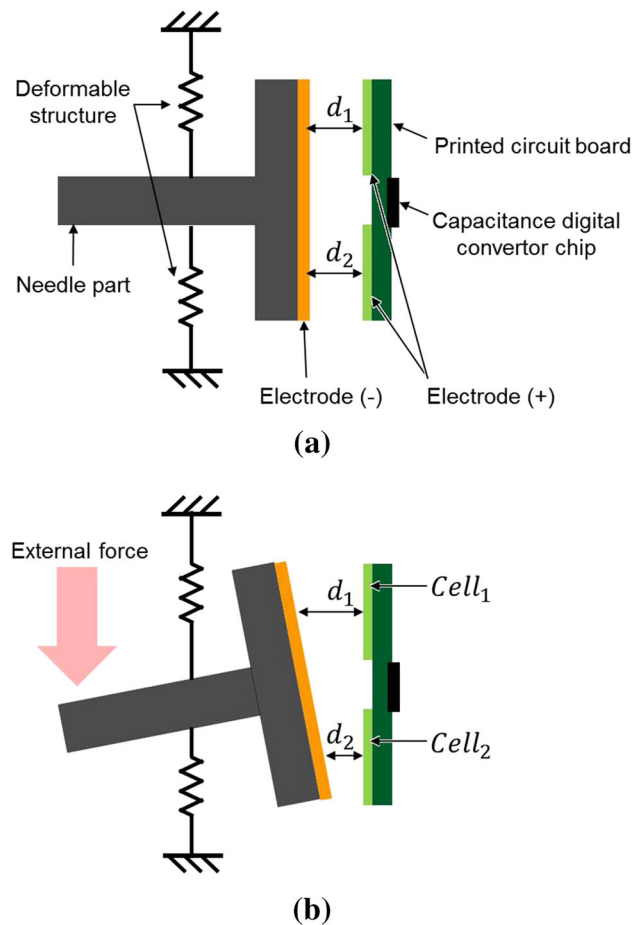 Deformable
structure
d₁
Printed circuit board
Capacitance digital
convertor chip
d₂
Needle part
Electrode (-)
Electrode (+)
(a)
External force
d₁
Cell₁
d₂
Cell₂
(b)